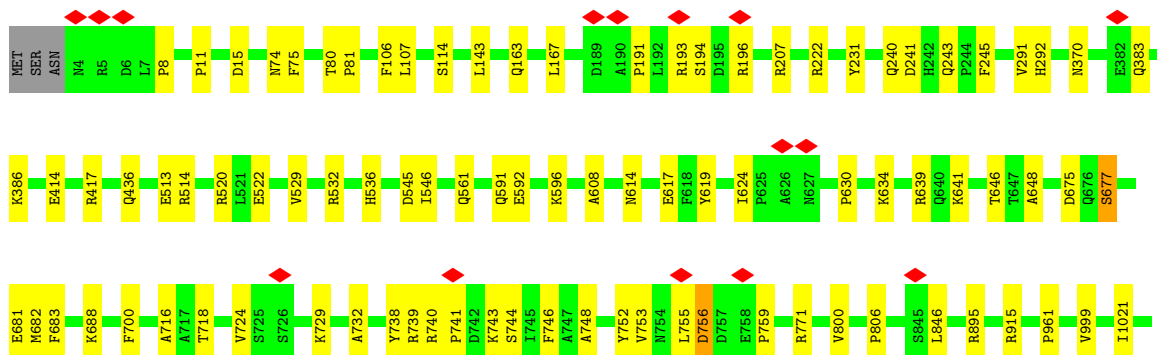 MET SER ASN N4 R5 D6 L7 P8 P11 D15 N74 F75 T80 P81 F106 L107 S114 L143 Q163 L167 D189 A190 P191 L192 R193 S194 D195 R196 R207 R222 Y231 Q240 D241 H242 Q243 P244 F245 V291 H292 N370 E382 Q383
K386 E414 R417 Q436 E513 R514 R520 L521 E522 V529 R532 H536 D545 I546 Q561 Q591 E592 K596 A608 N614 E617 F618 Y619 I624 P625 A626 N627 P630 K634 R639 Q640 K641 T646 T647 A648 D675 Q676 S677
E681 M682 F683 K688 F700 A716 A717 T718 V724 S725 S726 K729 A732 Y738 R739 R740 P741 D742 K743 S744 I745 F746 A747 A748 Y752 V753 N754 L755 D756 D757 E758 P759 R771 V800 P806 S845 L846 R895 R915 P961 V999 I1021